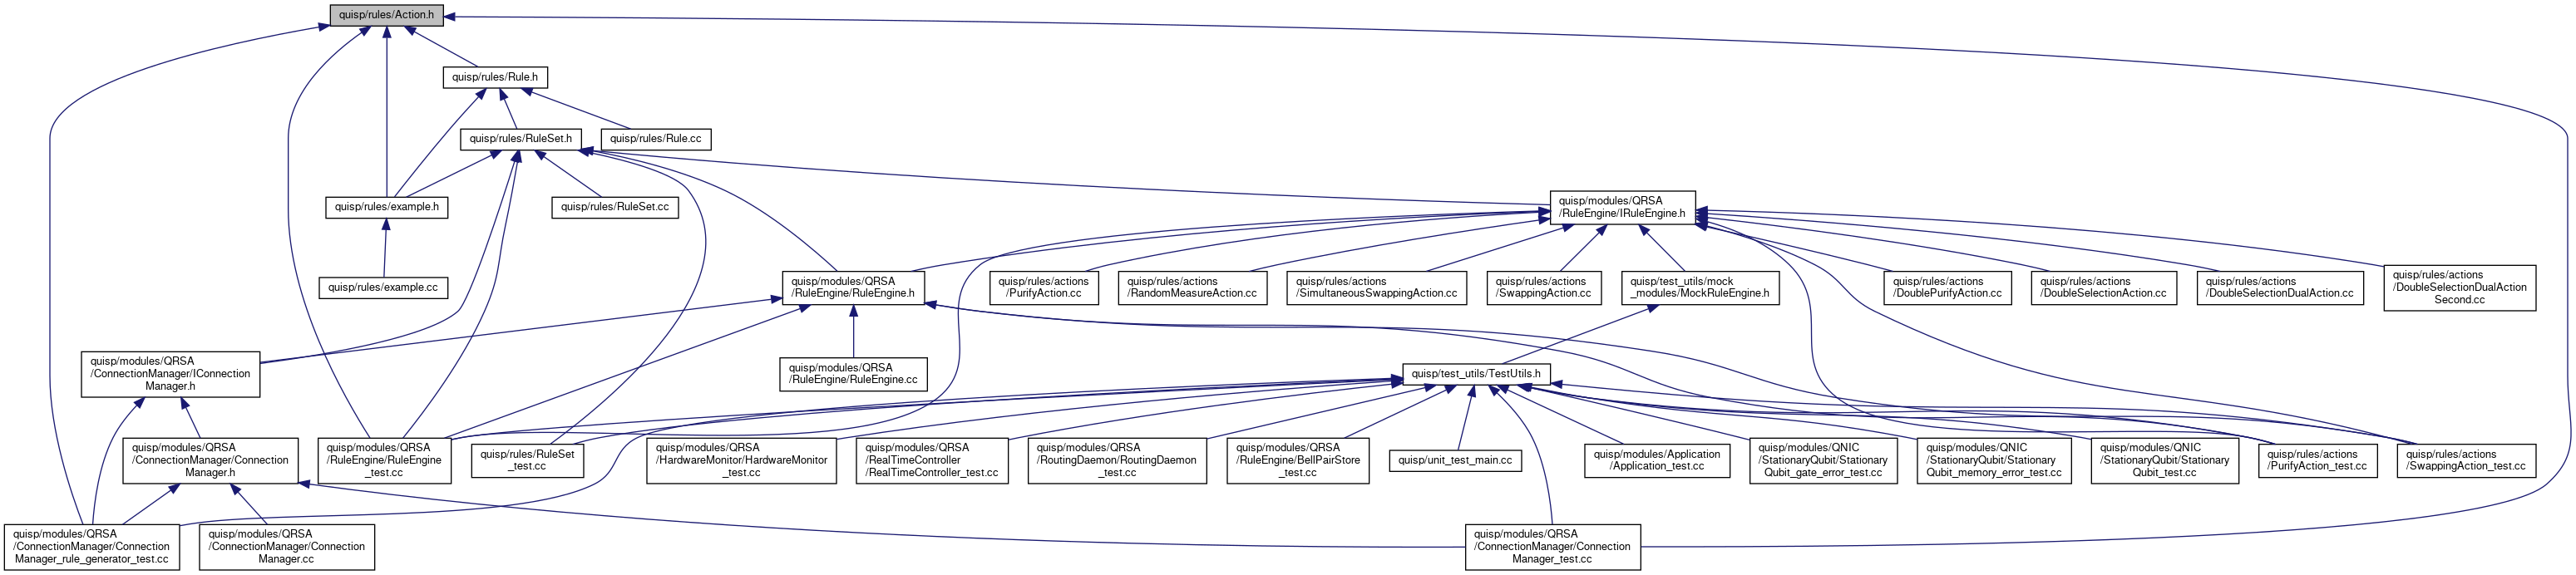 quisp/rules/Action.h
quisp/rules/Rule.h
quisp/rules/RuleSet.h
quisp/rules/Rule.cc
quisp/rules/example.h
quisp/rules/RuleSet.cc
quisp/modules/QRSA
/RuleEngine/IRuleEngine.h
quisp/rules/example.cc
quisp/modules/QRSA
/RuleEngine/RuleEngine.h
quisp/rules/actions
/PurifyAction.cc
quisp/rules/actions
/RandomMeasureAction.cc
quisp/rules/actions
/SimultaneousSwappingAction.cc
quisp/rules/actions
/SwappingAction.cc
quisp/test_utils/mock
_modules/MockRuleEngine.h
quisp/rules/actions
/DoublePurifyAction.cc
quisp/rules/actions
/DoubleSelectionAction.cc
quisp/rules/actions
/DoubleSelectionDualAction.cc
quisp/rules/actions
/DoubleSelectionDualAction
Second.cc
quisp/modules/QRSA
/ConnectionManager/IConnection
Manager.h
quisp/modules/QRSA
/RuleEngine/RuleEngine.cc
quisp/test_utils/TestUtils.h
quisp/modules/QRSA
/ConnectionManager/Connection
Manager.h
quisp/modules/QRSA
/RuleEngine/RuleEngine
_test.cc
quisp/rules/RuleSet
_test.cc
quisp/modules/QRSA
/HardwareMonitor/HardwareMonitor
_test.cc
quisp/modules/QRSA
/RealTimeController
/RealTimeController_test.cc
quisp/modules/QRSA
/RoutingDaemon/RoutingDaemon
_test.cc
quisp/modules/QRSA
/RuleEngine/BellPairStore
_test.cc
quisp/unit_test_main.cc
quisp/modules/Application
/Application_test.cc
quisp/modules/QNIC
/StationaryQubit/Stationary
Qubit_gate_error_test.cc
quisp/modules/QNIC
/StationaryQubit/Stationary
Qubit_memory_error_test.cc
quisp/modules/QNIC
/StationaryQubit/Stationary
Qubit_test.cc
quisp/rules/actions
/PurifyAction_test.cc
quisp/rules/actions
/SwappingAction_test.cc
quisp/modules/QRSA
/ConnectionManager/Connection
Manager_rule_generator_test.cc
quisp/modules/QRSA
/ConnectionManager/Connection
Manager.cc
quisp/modules/QRSA
/ConnectionManager/Connection
Manager_test.cc